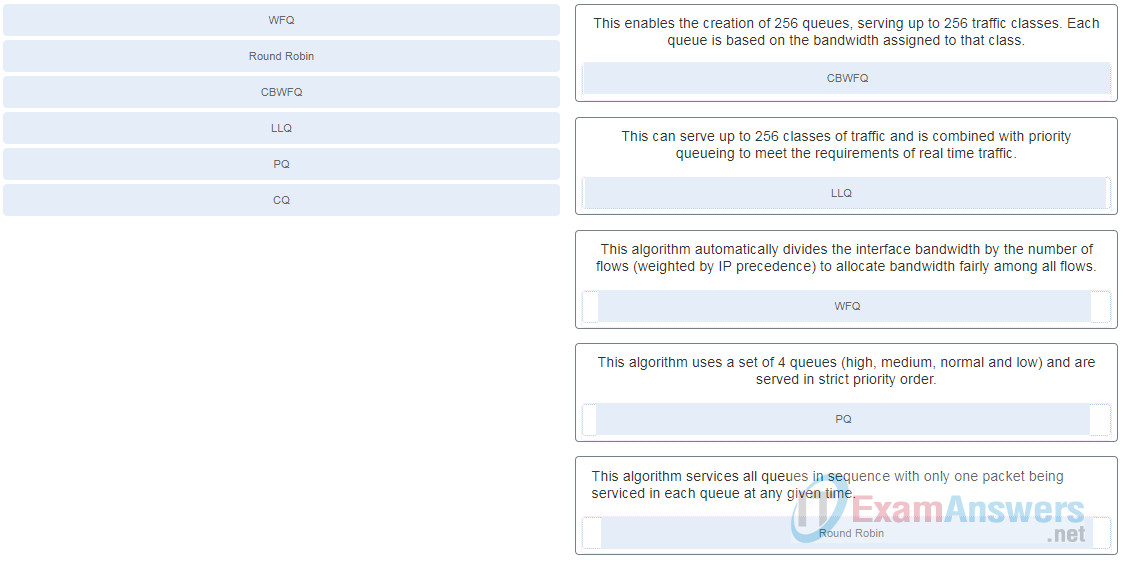 WFQ
Round Robin
CBWFQ
LLQ
PQ
CQ
This enables the creation of 256 queues, serving up to 256 traffic classes. Each
queue is based on the bandwidth assigned to that class.
CBWFQ
This can serve up to 256 classes of traffic and is combined with priority
queueing to meet the requirements of real time traffic.
LLQ
This algorithm automatically divides the interface bandwidth by the number of
flows (weighted by IP precedence) to allocate bandwidth fairly among all flows.
WFQ
This algorithm uses a set of 4 queues (high, medium, normal and low) and are
served in strict priority order.
PQ
This algorithm services all queues in sequence with only one packet being
serviced in each queue at any given time.
Round Robin
IT ExamAnswers
.net